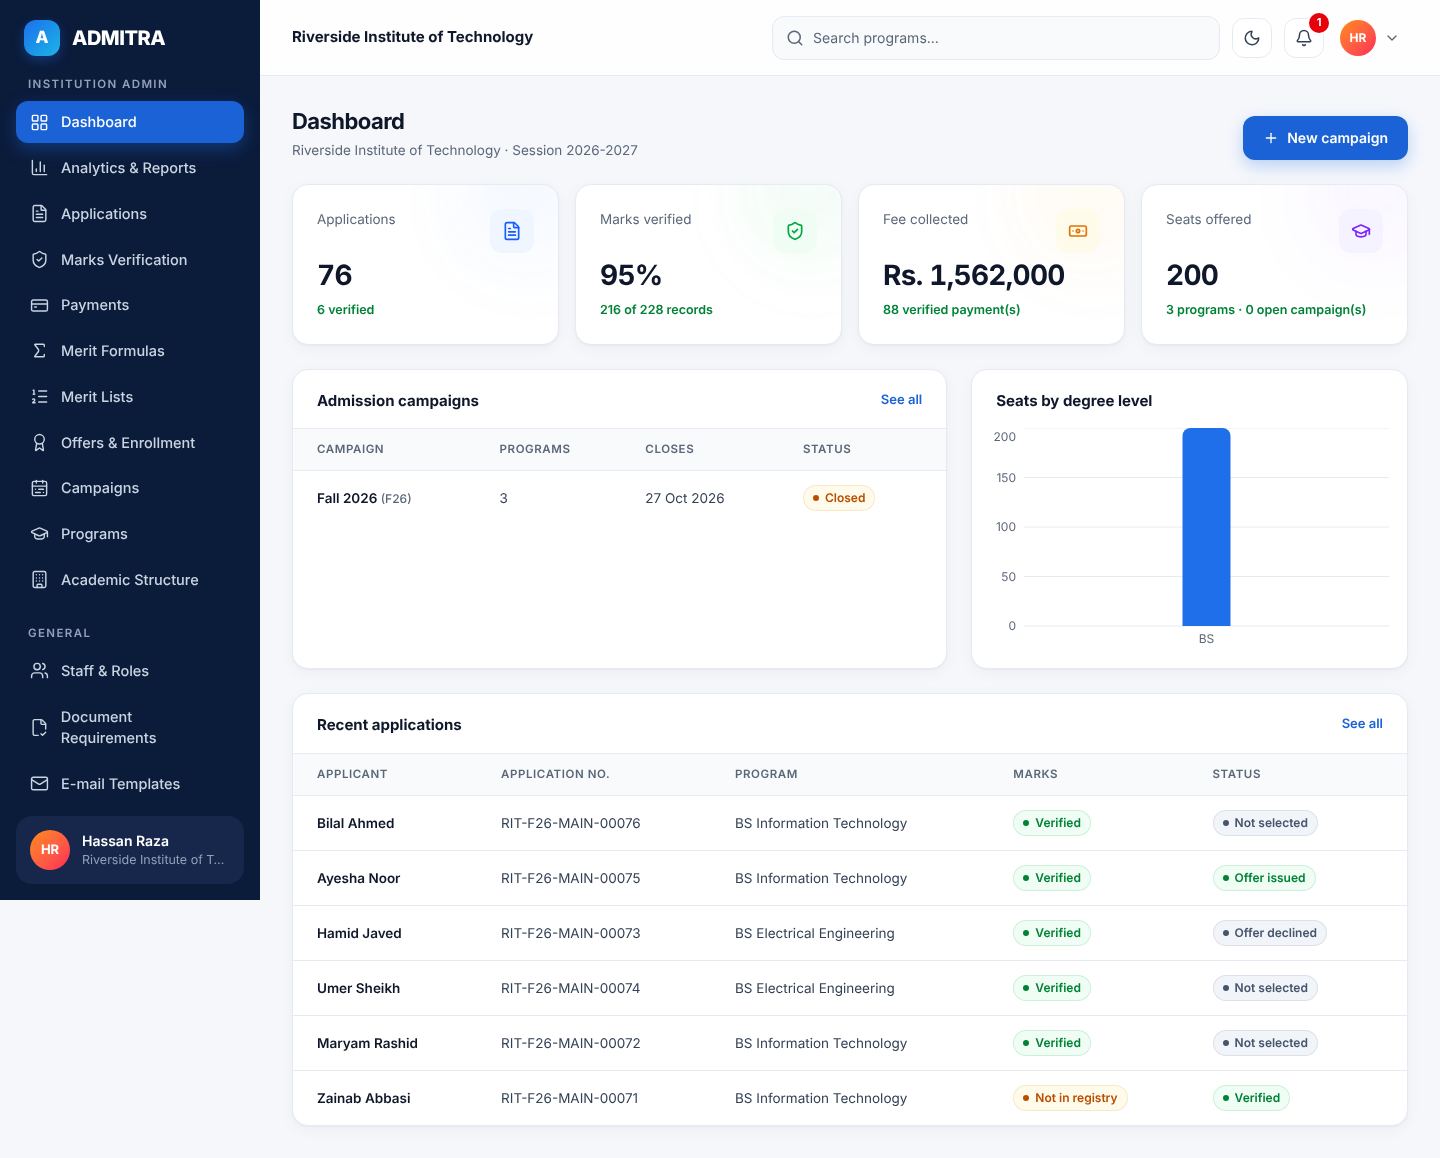 A ADMITRA
INSTITUTION ADMIN
Dashboard
Analytics & Reports
Applications
Marks Verification
Payments
Merit Formulas
Merit Lists
Offers & Enrollment
Campaigns
Programs
Academic Structure
GENERAL
Staff & Roles
Document
Requirements
E-mail Templates
HR
Hassan Raza
Riverside Institute of T...
Riverside Institute of Technology
Search programs...
1
HR
Dashboard
Riverside Institute of Technology · Session 2026-2027
New campaign
Applications
76
6 verified
Marks verified
95%
216 of 228 records
Fee collected
Rs. 1,562,000
88 verified payment(s)
Seats offered
200
3 programs · 0 open campaign(s)
Admission campaigns
See all
CAMPAIGN PROGRAMS CLOSES STATUS
Fall 2026 (F26) 3 27 Oct 2026 Closed
Seats by degree level
200
150
100
50
0
BS
Recent applications
See all
APPLICANT APPLICATION NO. PROGRAM MARKS STATUS
Bilal Ahmed RIT-F26-MAIN-00076 BS Information Technology Verified Not selected
Ayesha Noor RIT-F26-MAIN-00075 BS Information Technology Verified Offer issued
Hamid Javed RIT-F26-MAIN-00073 BS Electrical Engineering Verified Offer declined
Umer Sheikh RIT-F26-MAIN-00074 BS Electrical Engineering Verified Not selected
Maryam Rashid RIT-F26-MAIN-00072 BS Information Technology Verified Not selected
Zainab Abbasi RIT-F26-MAIN-00071 BS Information Technology Not in registry Verified